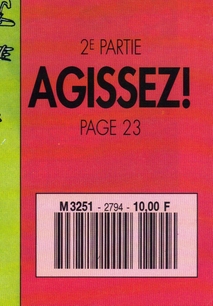 2E PARTIE
AGISSEZ!
PAGE 23
M 3251 - 2794 - 10,00 F